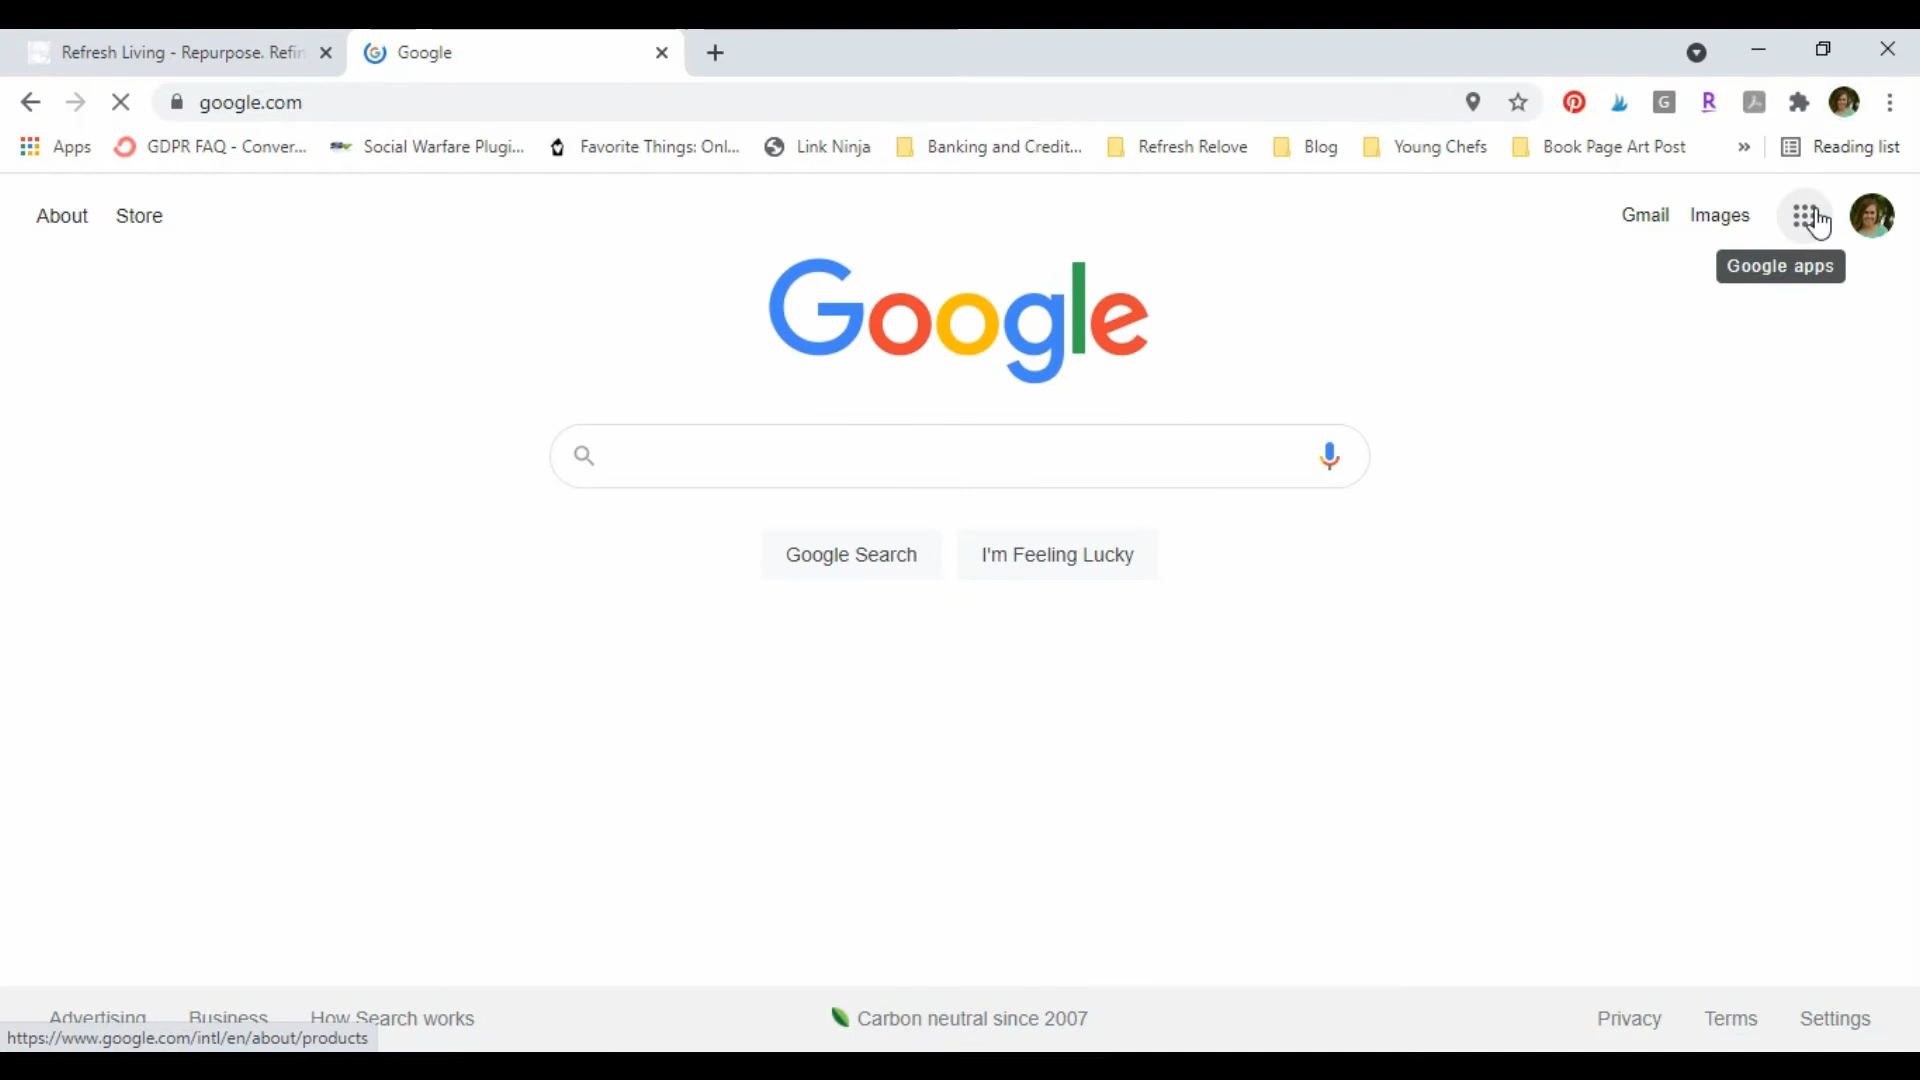 Refresh Living - Repurpose. Refin
Google
google.com
Apps
GDPR FAQ - Conver...
Social Warfare Plugi...
Favorite Things: Onl...
Link Ninja
Banking and Credit...
Refresh Relove
Blog
Young Chefs
Book Page Art Post
»
Reading list
About
Store
Gmail
Images
Google apps
Google
Google Search
I'm Feeling Lucky
Advertising
Business
How Search works
Carbon neutral since 2007
Privacy
Terms
Settings
https://www.google.com/intl/en/about/products